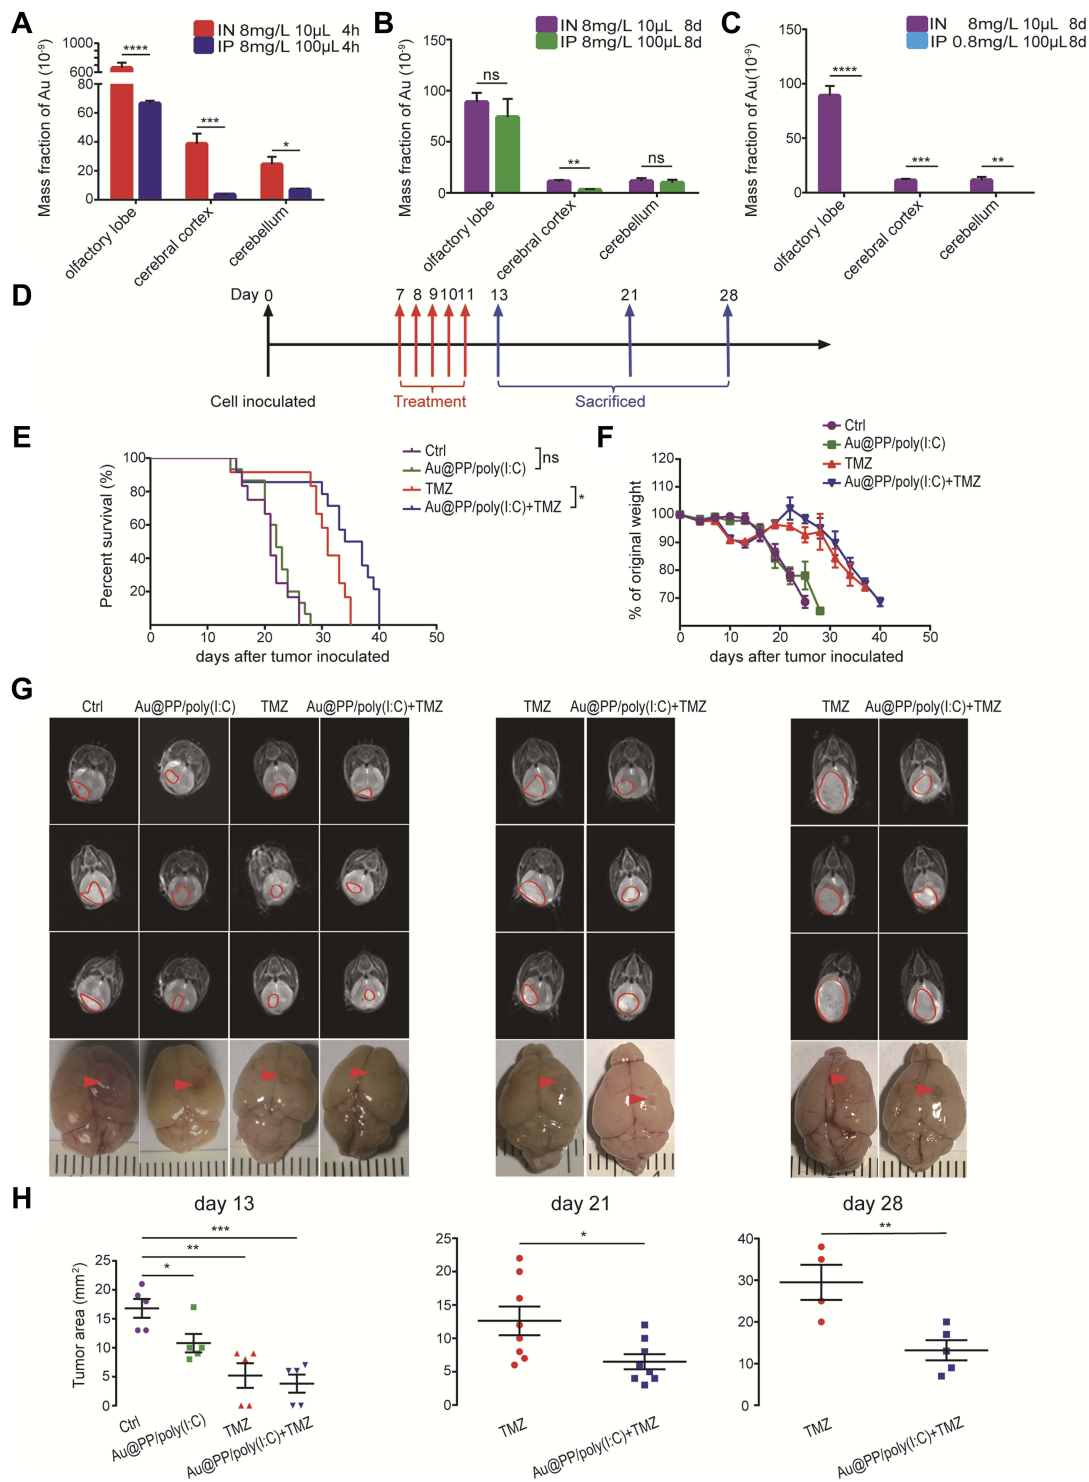 A
IN 8mg/L 10µL 4h
IP 8mg/L 100µL 4h
Mass fraction of Au (10⁻⁹)
1000
600
80
60
40
20
0
****
***
*
olfactory lobe
cerebral cortex
cerebellum
B
IN 8mg/L 10µL 8d
IP 8mg/L 100µL 8d
Mass fraction of Au (10⁻⁹)
150
100
50
0
ns
**
ns
olfactory lobe
cerebral cortex
cerebellum
C
IN 8mg/L 10µL 8d
IP 0.8mg/L 100µL 8d
Mass fraction of Au(10⁻⁹)
150
100
50
0
****
***
**
olfactory lobe
cerebral cortex
cerebellum
D
Day 0 7 8 9 10 11 13 21 28
Cell inoculated
Treatment
Sacrificed
E
Ctrl
Au@PP/poly(I:C)
TMZ
Au@PP/poly(I:C)+TMZ
ns
*
Percent survival (%)
100
80
60
40
20
0 10 20 30 40 50
days after tumor inoculated
F
Ctrl
Au@PP/poly(I:C)
TMZ
Au@PP/poly(I:C)+TMZ
% of original weight
120
110
100
90
80
70
0 10 20 30 40 50
days after tumor inoculated
G
Ctrl Au@PP/poly(I:C) TMZ Au@PP/poly(I:C)+TMZ
TMZ Au@PP/poly(I:C)+TMZ
TMZ Au@PP/poly(I:C)+TMZ
H
day 13
Tumor area (mm²)
25
20
15
10
5
0
***
**
*
Ctrl
Au@PP/poly(I:C)
TMZ
Au@PP/poly(I:C)+TMZ
day 21
25
20
15
10
5
0
*
TMZ
Au@PP/poly(I:C)+TMZ
day 28
40
30
20
10
0
**
TMZ
Au@PP/poly(I:C)+TMZ